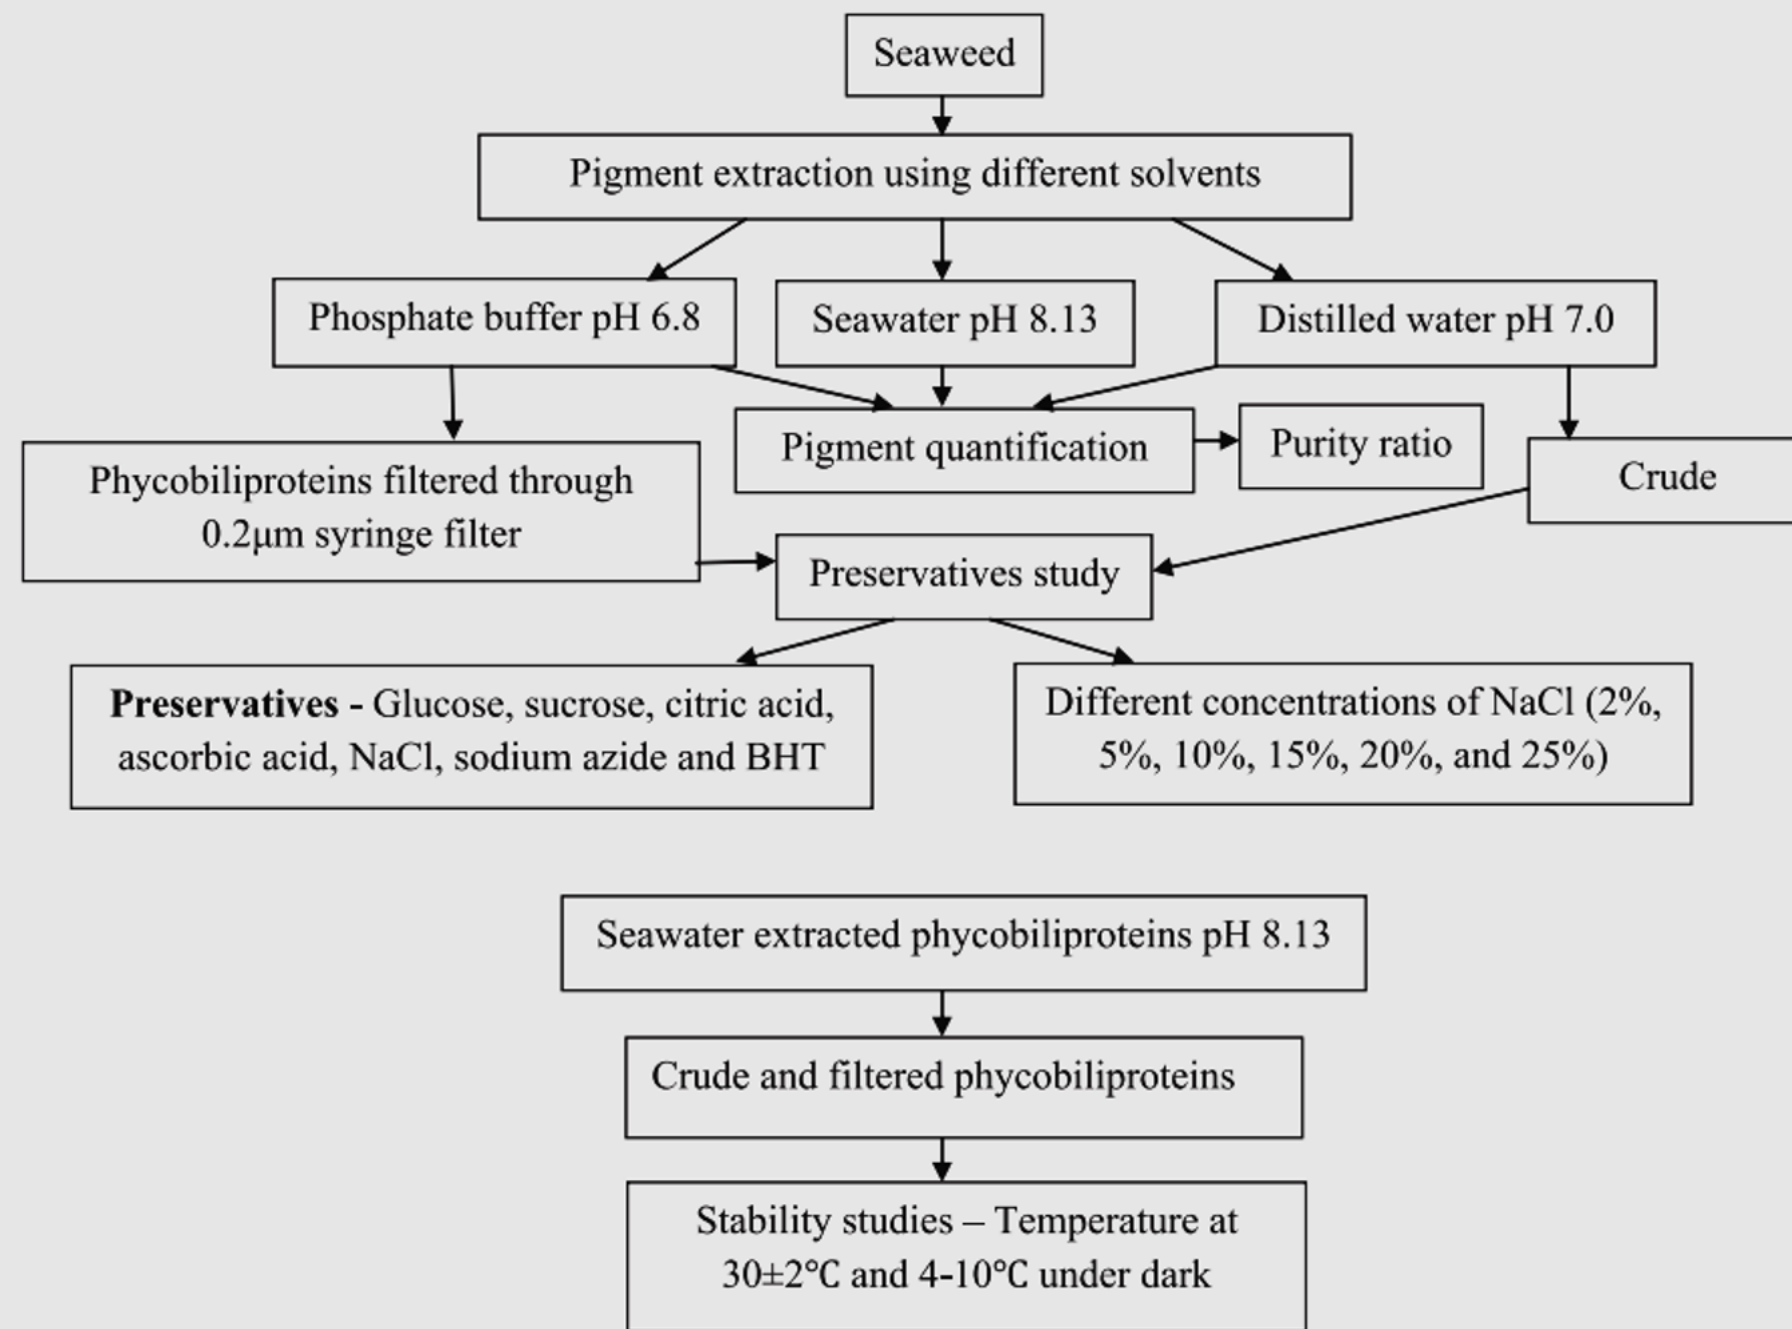 Seaweed
Pigment extraction using different solvents
Phosphate buffer pH 6.8
Seawater pH 8.13
Distilled water pH 7.0
Pigment quantification
Purity ratio
Crude
Phycobiliproteins filtered through
0.2μm syringe filter
Preservatives study
Preservatives - Glucose, sucrose, citric acid,
ascorbic acid, NaCl, sodium azide and BHT
Different concentrations of NaCl (2%,
5%, 10%, 15%, 20%, and 25%)
Seawater extracted phycobiliproteins pH 8.13
Crude and filtered phycobiliproteins
Stability studies – Temperature at
30±2°C and 4-10°C under dark